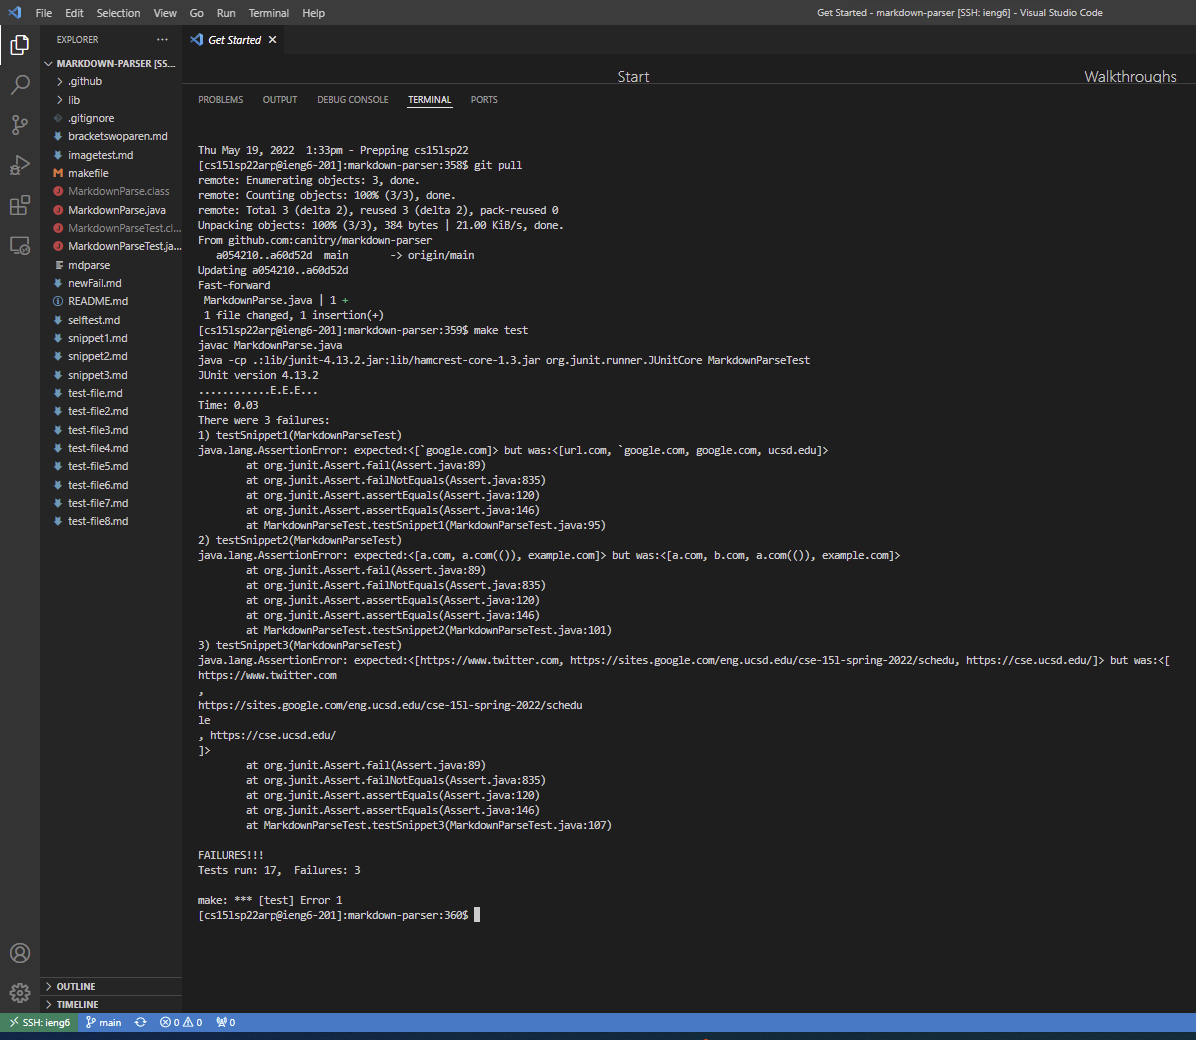 File Edit Selection View Go Run Terminal Help
Get Started - markdown-parser [SSH: ieng6] - Visual Studio Code
EXPLORER
MARKDOWN-PARSER [SS...
.github
lib
.gitignore
bracketswoparen.md
imagetest.md
makefile
MarkdownParse.class
MarkdownParse.java
MarkdownParseTest.cl...
MarkdownParseTest.ja...
mdparse
newFail.md
README.md
selftest.md
snippet1.md
snippet2.md
snippet3.md
test-file.md
test-file2.md
test-file3.md
test-file4.md
test-file5.md
test-file6.md
test-file7.md
test-file8.md
OUTLINE
TIMELINE
Get Started
Start
Walkthroughs
PROBLEMS OUTPUT DEBUG CONSOLE TERMINAL PORTS
Thu May 19, 2022  1:33pm - Prepping cs15lsp22
[cs15lsp22arp@ieng6-201]:markdown-parser:358$ git pull
remote: Enumerating objects: 3, done.
remote: Counting objects: 100% (3/3), done.
remote: Total 3 (delta 2), reused 3 (delta 2), pack-reused 0
Unpacking objects: 100% (3/3), 384 bytes | 21.00 KiB/s, done.
From github.com:canitry/markdown-parser
   a054210..a60d52d  main       -> origin/main
Updating a054210..a60d52d
Fast-forward
 MarkdownParse.java | 1 +
 1 file changed, 1 insertion(+)
[cs15lsp22arp@ieng6-201]:markdown-parser:359$ make test
javac MarkdownParse.java
java -cp .:lib/junit-4.13.2.jar:lib/hamcrest-core-1.3.jar org.junit.runner.JUnitCore MarkdownParseTest
JUnit version 4.13.2
............E.E.E...
Time: 0.03
There were 3 failures:
1) testSnippet1(MarkdownParseTest)
java.lang.AssertionError: expected:<[`google.com]> but was:<[url.com, `google.com, google.com, ucsd.edu]>
        at org.junit.Assert.fail(Assert.java:89)
        at org.junit.Assert.failNotEquals(Assert.java:835)
        at org.junit.Assert.assertEquals(Assert.java:120)
        at org.junit.Assert.assertEquals(Assert.java:146)
        at MarkdownParseTest.testSnippet1(MarkdownParseTest.java:95)
2) testSnippet2(MarkdownParseTest)
java.lang.AssertionError: expected:<[a.com, a.com(()), example.com]> but was:<[a.com, b.com, a.com(()), example.com]>
        at org.junit.Assert.fail(Assert.java:89)
        at org.junit.Assert.failNotEquals(Assert.java:835)
        at org.junit.Assert.assertEquals(Assert.java:120)
        at org.junit.Assert.assertEquals(Assert.java:146)
        at MarkdownParseTest.testSnippet2(MarkdownParseTest.java:101)
3) testSnippet3(MarkdownParseTest)
java.lang.AssertionError: expected:<[https://www.twitter.com, https://sites.google.com/eng.ucsd.edu/cse-15l-spring-2022/schedu, https://cse.ucsd.edu/]> but was:<[
https://www.twitter.com
,
https://sites.google.com/eng.ucsd.edu/cse-15l-spring-2022/schedu
le
, https://cse.ucsd.edu/
]>
        at org.junit.Assert.fail(Assert.java:89)
        at org.junit.Assert.failNotEquals(Assert.java:835)
        at org.junit.Assert.assertEquals(Assert.java:120)
        at org.junit.Assert.assertEquals(Assert.java:146)
        at MarkdownParseTest.testSnippet3(MarkdownParseTest.java:107)
FAILURES!!!
Tests run: 17,  Failures: 3
make: *** [test] Error 1
[cs15lsp22arp@ieng6-201]:markdown-parser:360$
SSH: ieng6 main 0 0 0